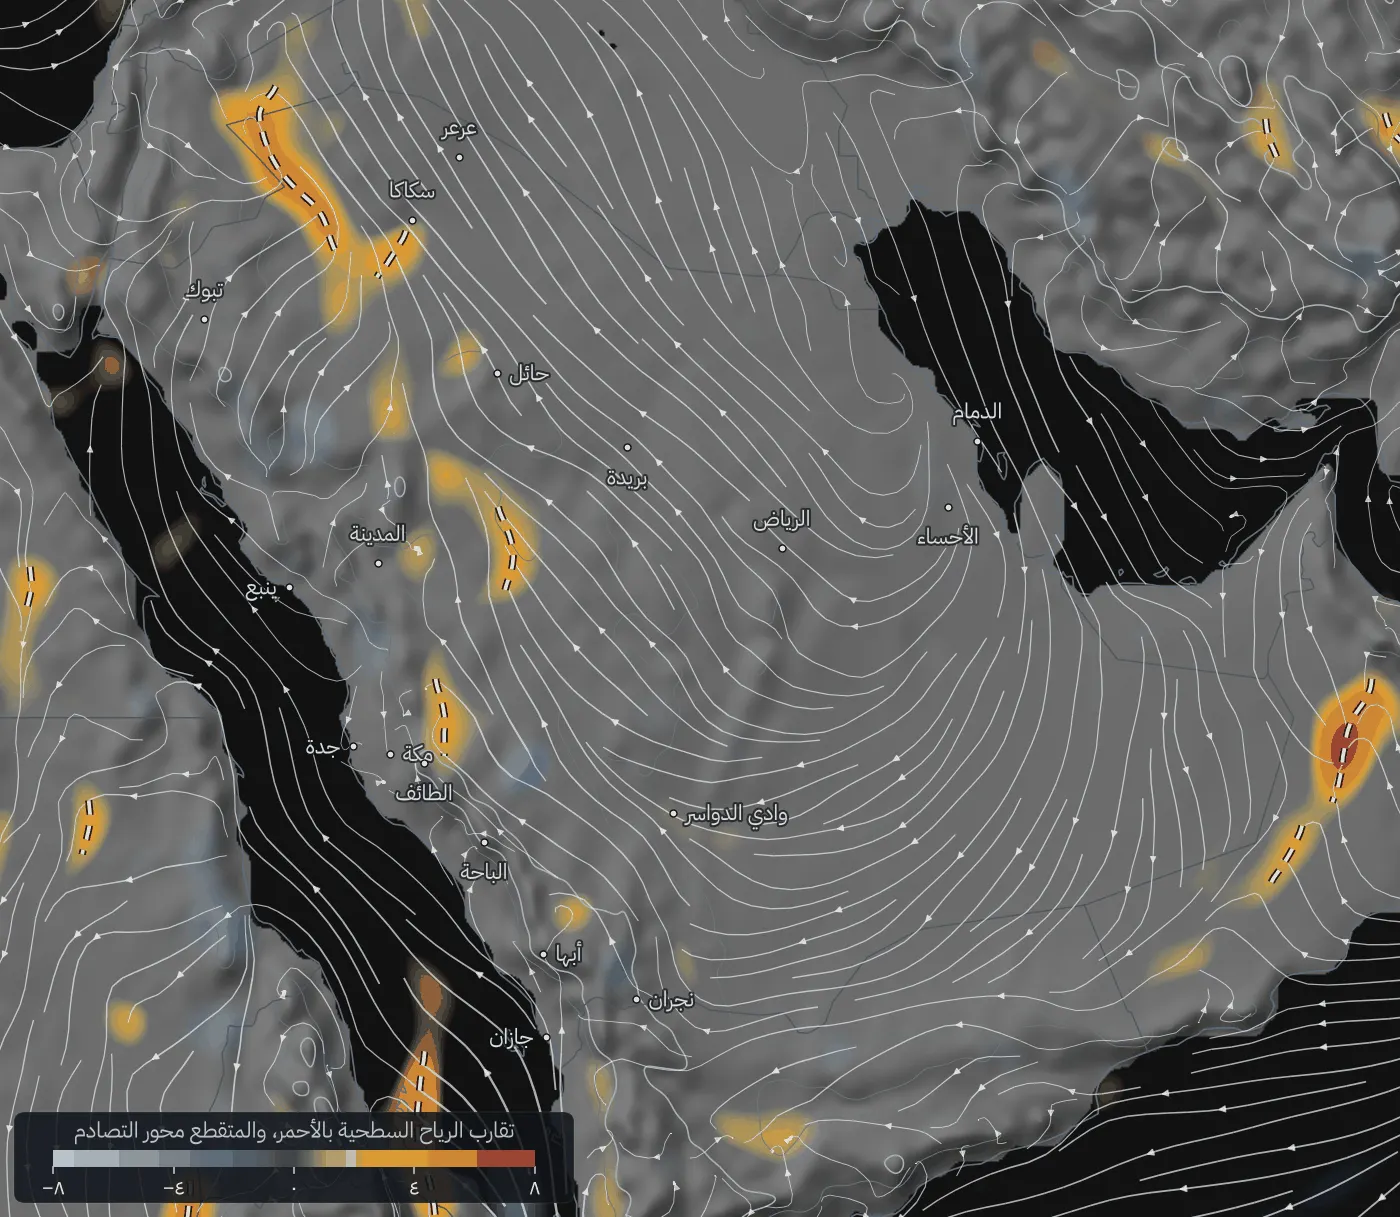 عرعر
سكاكا
تبوك
حائل
الدمام
بريدة
الرياض
المدينة
الأحساء
ينبع
جدة
مكة
الطائف
وادي الدواسر
الباحة
أبها
نجران
جازان
تقارب الرياح السطحية بالأحمر، والمتقطع محور التصادم
−٨ −٤ ٠ ٤ ٨